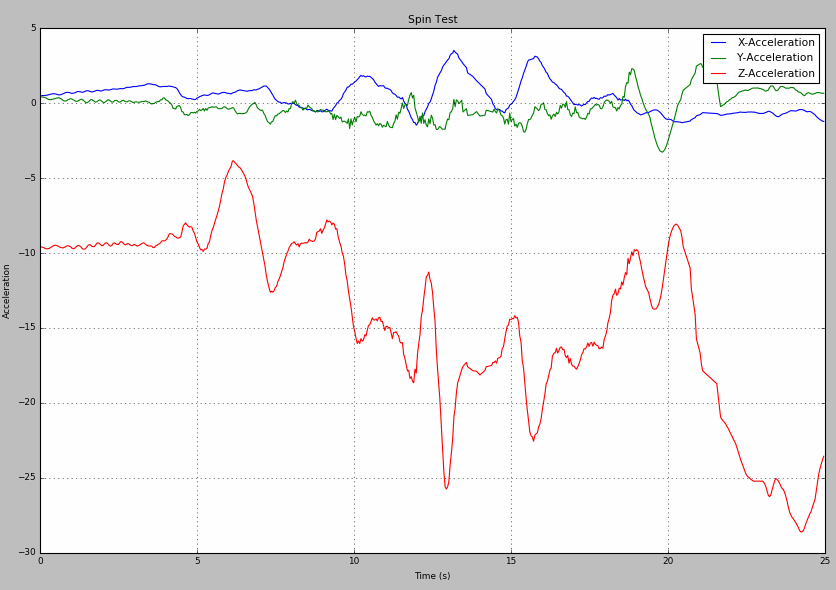 Spin Test
X-Acceleration
Y-Acceleration
Z-Acceleration
5
0
−5
−10
−15
−20
−25
−30
Acceleration
0 5 10 15 20 25
Time (s)